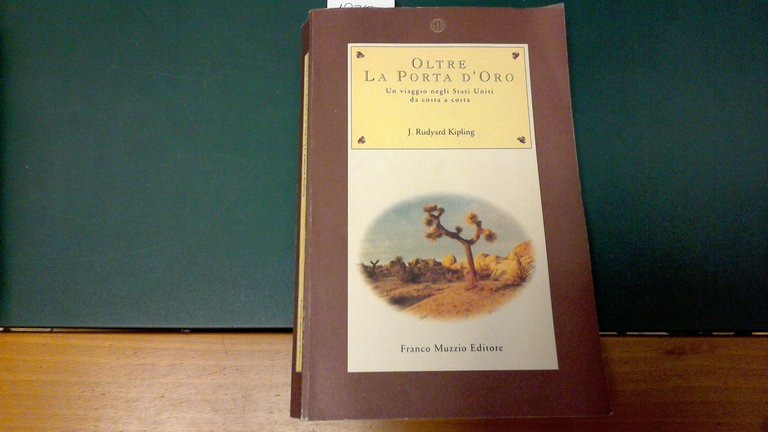 OLTRE
LA PORTA D'ORO
Un viaggio negli Stati Uniti
da costa a costa
J. Rudyard Kipling
Franco Muzzio Editore